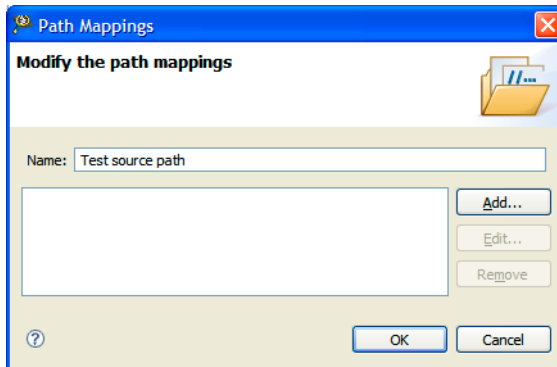 Path Mappings
Modify the path mappings
//...
Name: Test source path
Add...
Edit...
Remove
?
OK Cancel